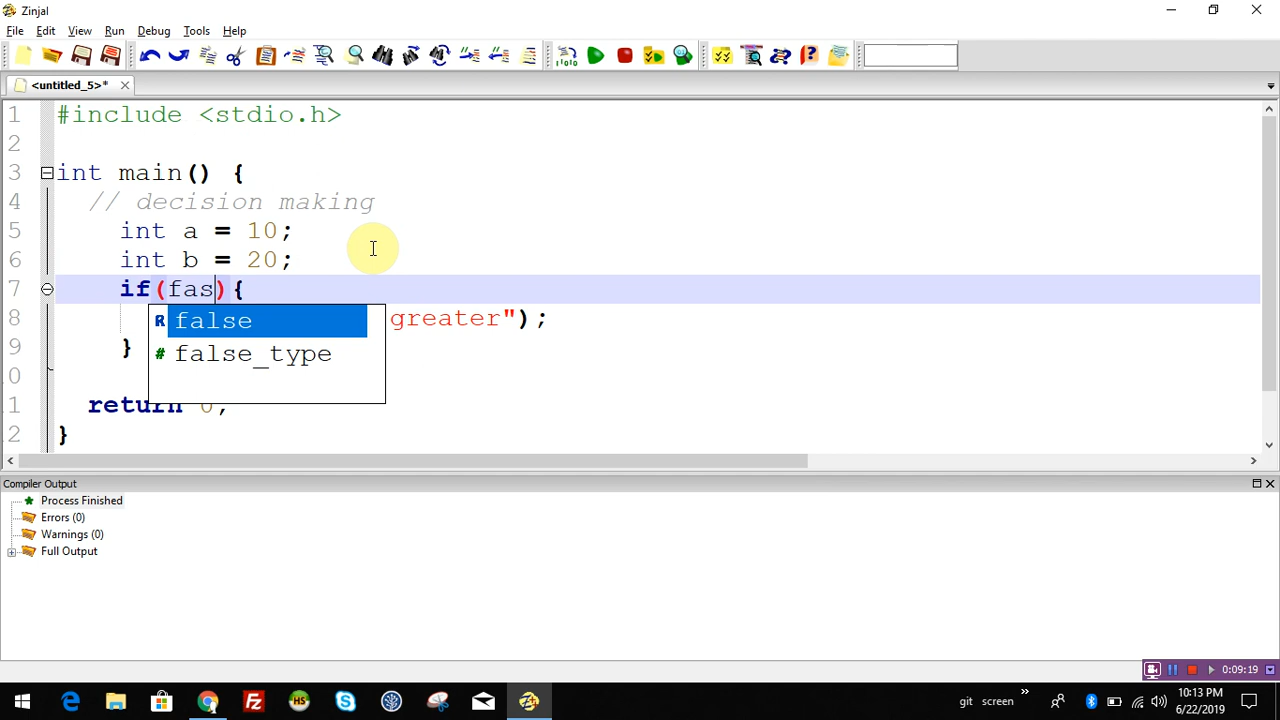 Zinjal
File Edit View Run Debug Tools Help
<untitled_5>*
1 #include <stdio.h>
2
3 int main() {
4 // decision making
5 int a = 10;
6 int b = 20;
7 if(fas){
8 greater");
false
9 }
false_type
0
1 return 0;
2 }
Compiler Output
Process Finished
Errors (0)
Warnings (0)
Full Output
0:09:19
git screen
10:13 PM
6/22/2019